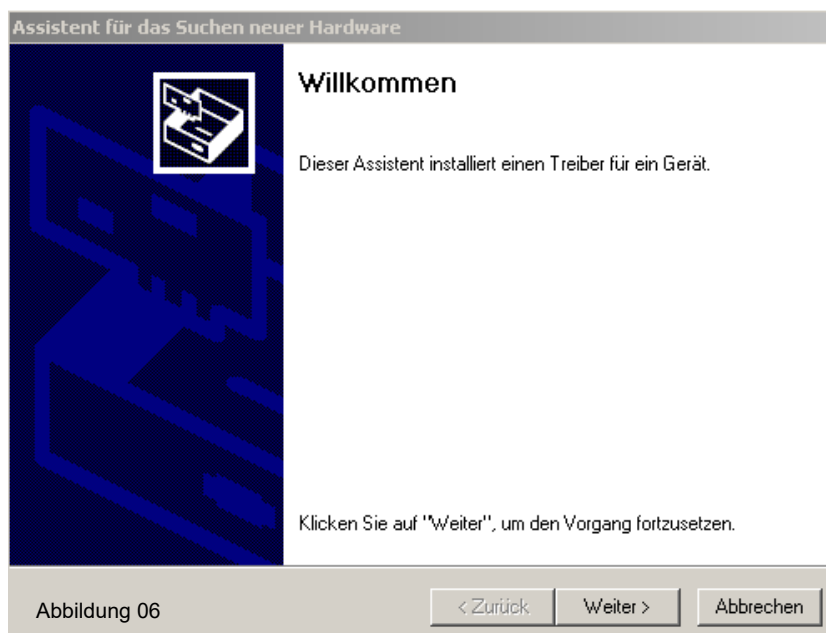 Assistent für das Suchen neuer Hardware
Willkommen
Dieser Assistent installiert einen Treiber für ein Gerät.
Klicken Sie auf "Weiter", um den Vorgang fortzusetzen.
Abbildung 06
< Zurück
Weiter >
Abbrechen